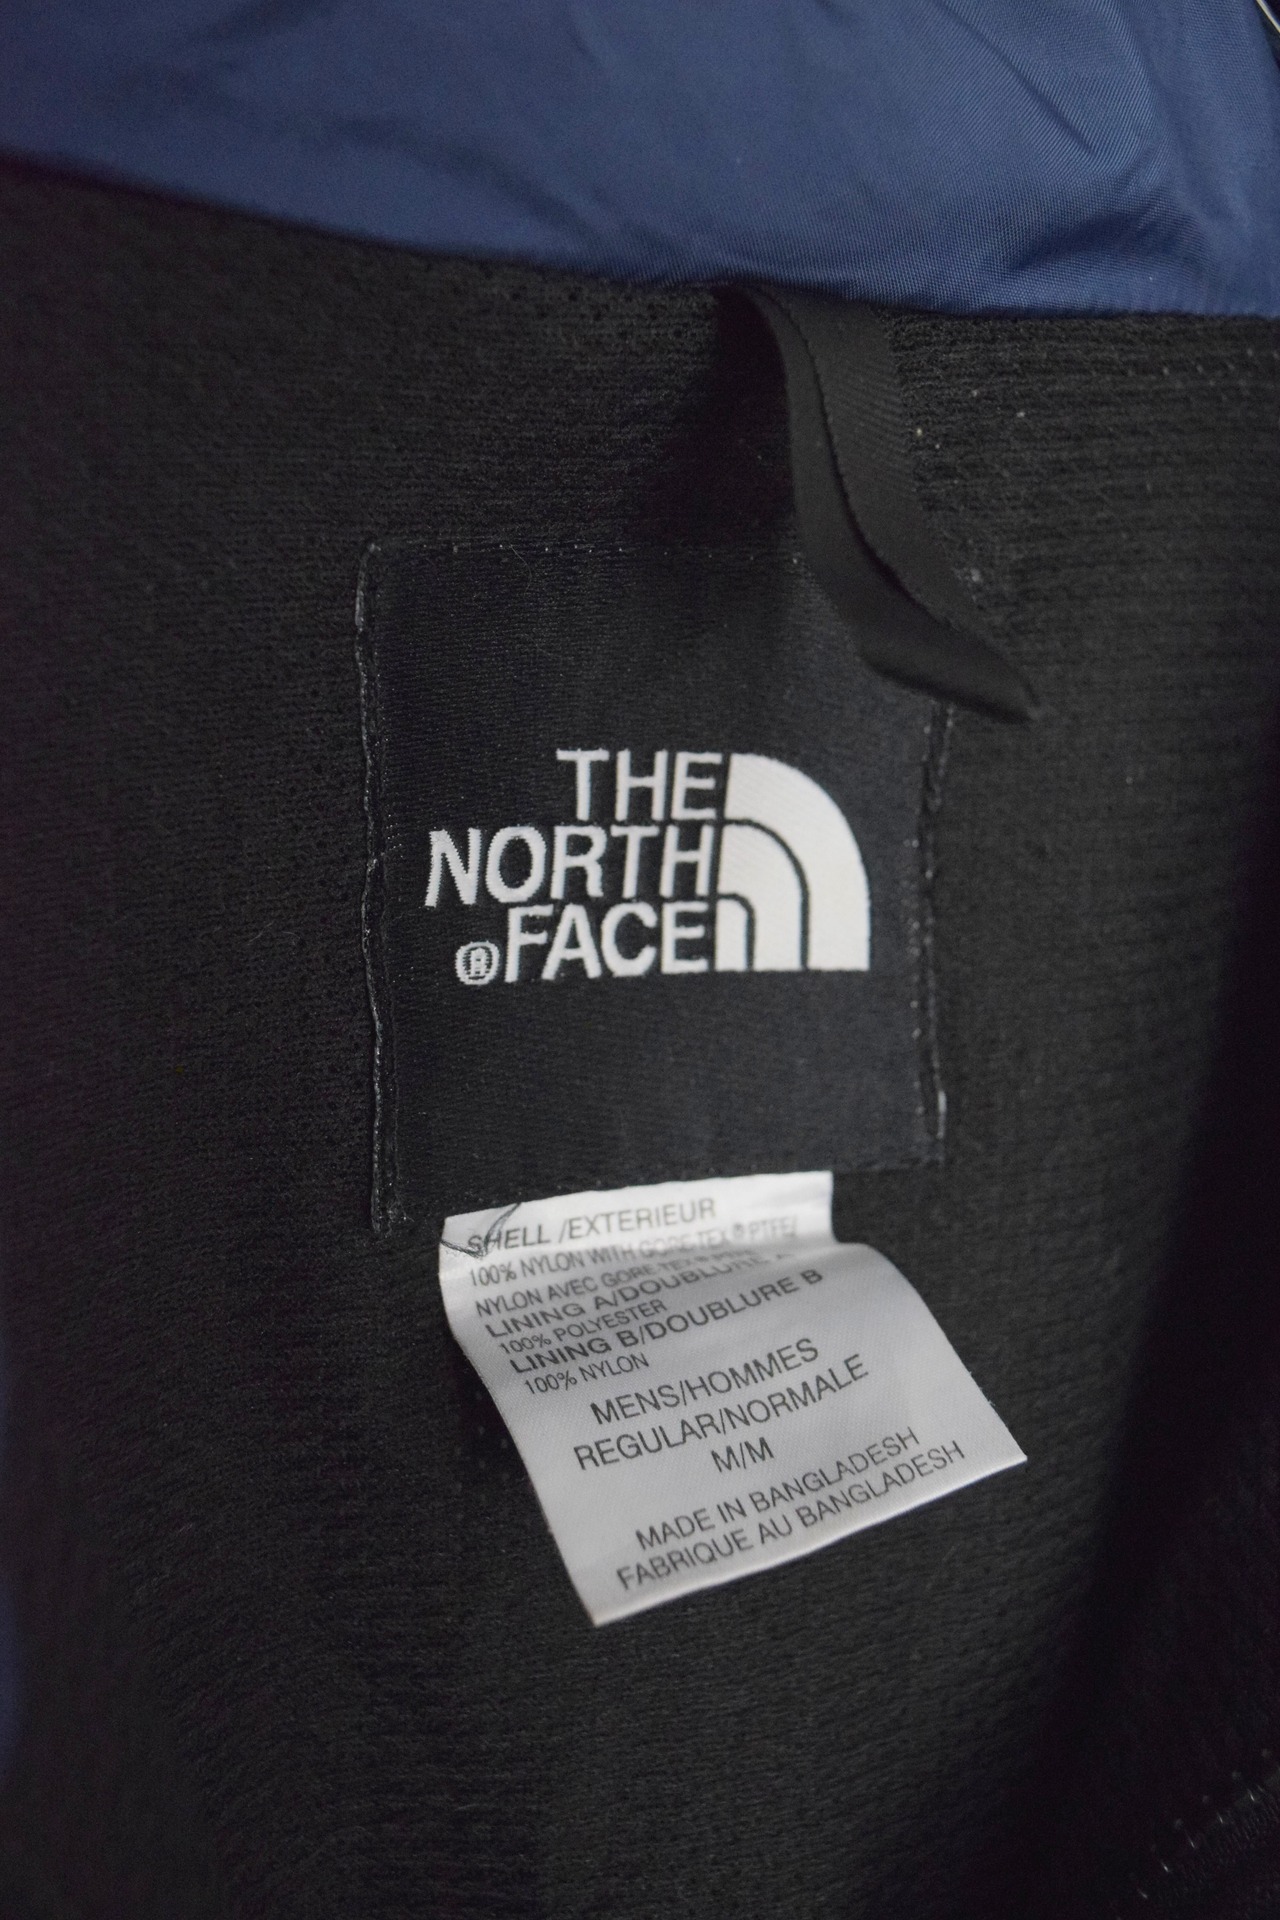 THE
NORTH
® FACE
SHELL /EXTERIEUR
100% NYLON WITH GORE-TEX® PTFE/
NYLON AVEC GORE-TEX® PTFE
LINING A/DOUBLURE A
100% POLYESTER
LINING B/DOUBLURE B
100% NYLON
MENS/HOMMES
REGULAR/NORMALE
M/M
MADE IN BANGLADESH
FABRIQUE AU BANGLADESH